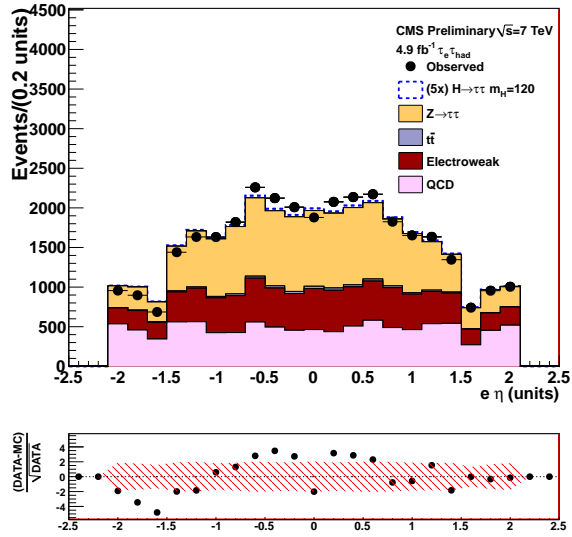 CMS Preliminary √s=7 TeV
4.9 fb⁻¹ τₑτ_had
Observed
(5x) H→ττ m_H=120
Z→ττ
tt̄
Electroweak
QCD
Events/(0.2 units)
4500
4000
3500
3000
2500
2000
1500
1000
500
0
-2.5 -2 -1.5 -1 -0.5 0 0.5 1 1.5 2 2.5
e η (units)
(DATA-MC)
√DATA
4
2
0
-2
-4
-2.5 -2 -1.5 -1 -0.5 0 0.5 1 1.5 2 2.5